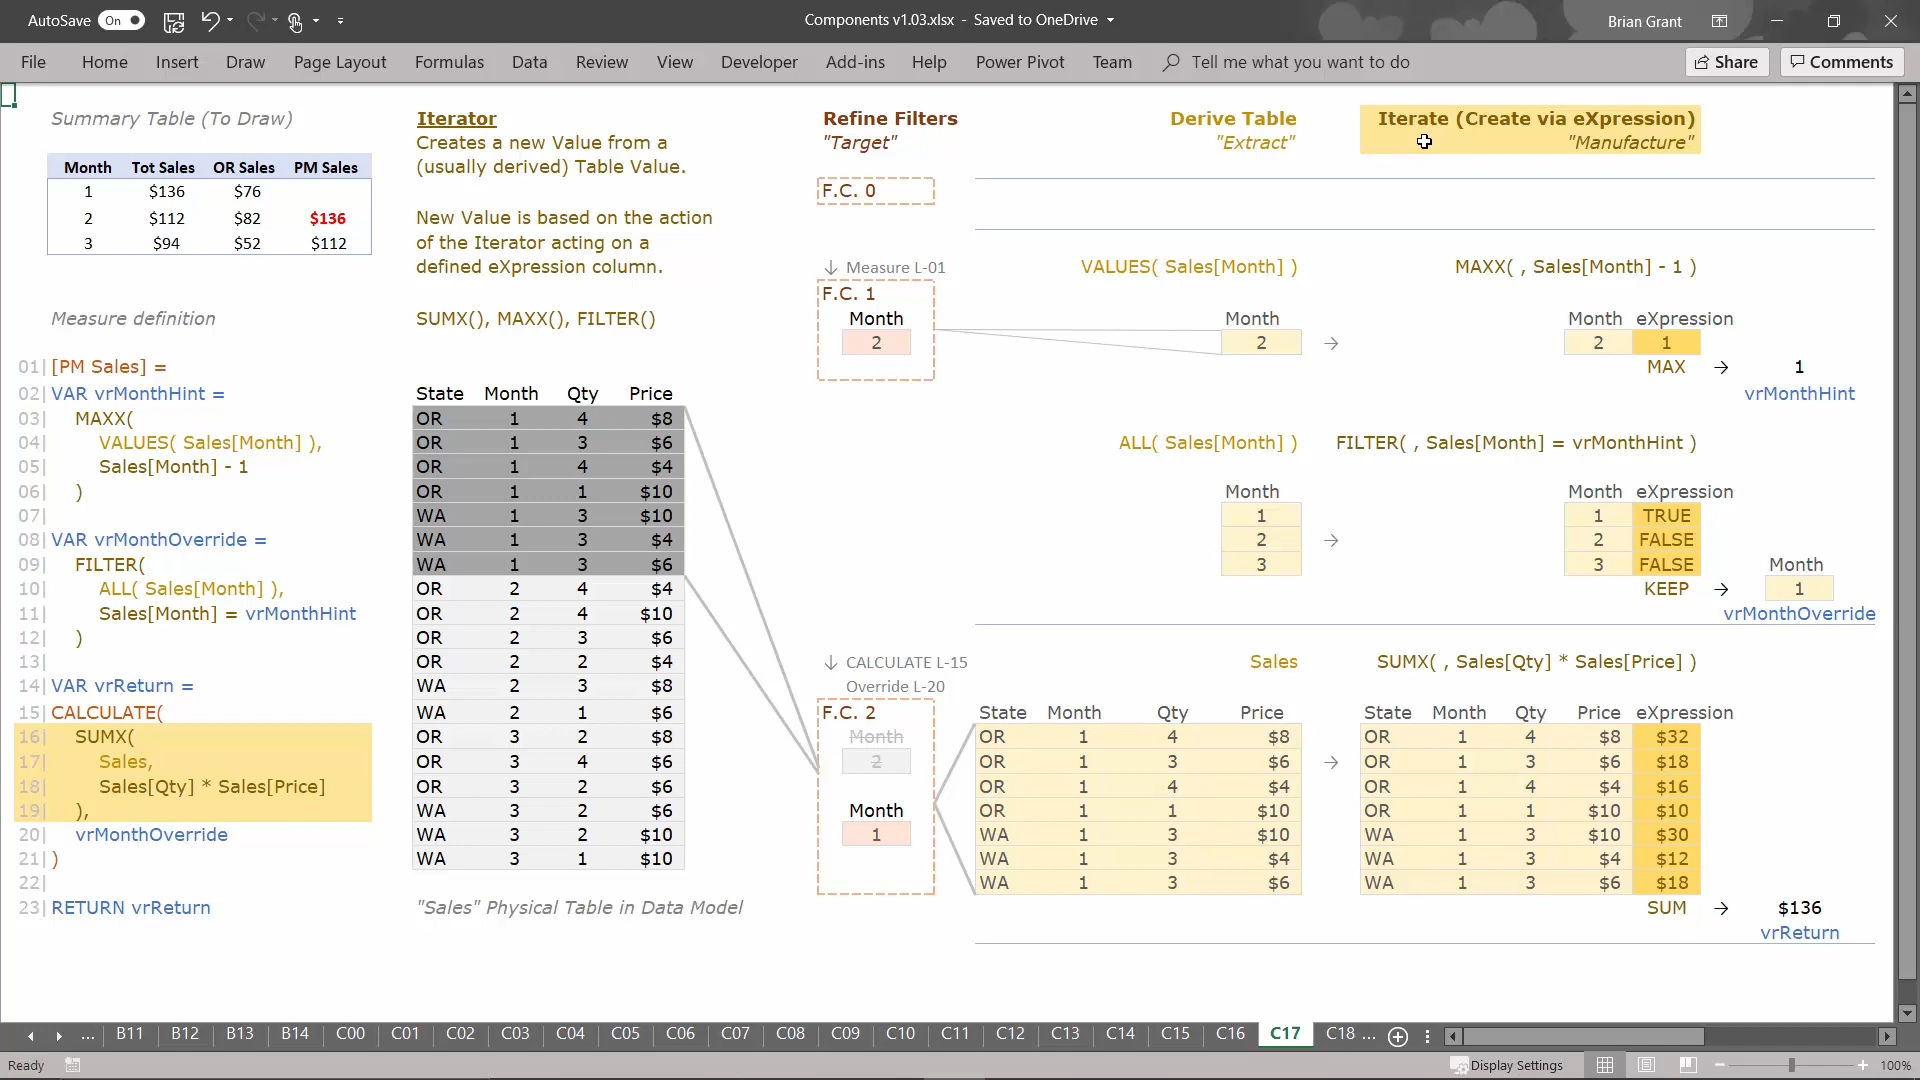 AutoSave On Components v1.03.xlsx - Saved to OneDrive Brian Grant
File Home Insert Draw Page Layout Formulas Data Review View Developer Add-ins Help Power Pivot Team Tell me what you want to do Share Comments
Summary Table (To Draw)
Month Tot Sales OR Sales PM Sales
1 $136 $76
2 $112 $82 $136
3 $94 $52 $112
Measure definition
01| [PM Sales] =
02| VAR vrMonthHint =
03| MAXX(
04| VALUES( Sales[Month] ),
05| Sales[Month] - 1
06| )
07|
08| VAR vrMonthOverride =
09| FILTER(
10| ALL( Sales[Month] ),
11| Sales[Month] = vrMonthHint
12| )
13|
14| VAR vrReturn =
15| CALCULATE(
16| SUMX(
17| Sales,
18| Sales[Qty] * Sales[Price]
19| ),
20| vrMonthOverride
21| )
22|
23| RETURN vrReturn
Iterator
Creates a new Value from a
(usually derived) Table Value.
New Value is based on the action
of the Iterator acting on a
defined eXpression column.
SUMX(), MAXX(), FILTER()
State Month Qty Price
OR 1 4 $8
OR 1 3 $6
OR 1 4 $4
OR 1 1 $10
WA 1 3 $10
WA 1 3 $4
WA 1 3 $6
OR 2 4 $4
OR 2 4 $10
OR 2 3 $6
OR 2 2 $4
WA 2 3 $8
WA 2 1 $6
OR 3 2 $8
OR 3 4 $6
OR 3 2 $6
WA 3 2 $6
WA 3 2 $10
WA 3 1 $10
"Sales" Physical Table in Data Model
Refine Filters
"Target"
F.C. 0
↓ Measure L-01
F.C. 1
Month
2
↓ CALCULATE L-15
Override L-20
F.C. 2
Month
2
Month
1
Derive Table
"Extract"
VALUES( Sales[Month] )
Month
2 →
ALL( Sales[Month] )
Month
1
2 →
3
Sales
State Month Qty Price
OR 1 4 $8
OR 1 3 $6 →
OR 1 4 $4
OR 1 1 $10
WA 1 3 $10
WA 1 3 $4
WA 1 3 $6
Iterate (Create via eXpression)
"Manufacture"
MAXX( , Sales[Month] - 1 )
Month eXpression
2 1
MAX → 1
vrMonthHint
FILTER( , Sales[Month] = vrMonthHint )
Month eXpression
1 TRUE
2 FALSE
3 FALSE Month
KEEP → 1
vrMonthOverride
SUMX( , Sales[Qty] * Sales[Price] )
State Month Qty Price eXpression
OR 1 4 $8 $32
OR 1 3 $6 $18
OR 1 4 $4 $16
OR 1 1 $10 $10
WA 1 3 $10 $30
WA 1 3 $4 $12
WA 1 3 $6 $18
SUM → $136
vrReturn
... B11 B12 B13 B14 C00 C01 C02 C03 C04 C05 C06 C07 C08 C09 C10 C11 C12 C13 C14 C15 C16 C17 C18 ...
Ready Display Settings 100%